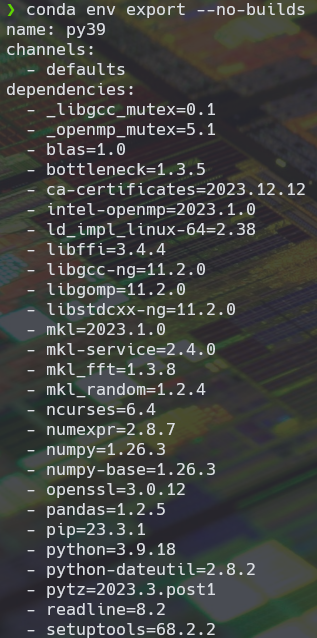 ❯ conda env export --no-builds
name: py39
channels:
  - defaults
dependencies:
  - _libgcc_mutex=0.1
  - _openmp_mutex=5.1
  - blas=1.0
  - bottleneck=1.3.5
  - ca-certificates=2023.12.12
  - intel-openmp=2023.1.0
  - ld_impl_linux-64=2.38
  - libffi=3.4.4
  - libgcc-ng=11.2.0
  - libgomp=11.2.0
  - libstdcxx-ng=11.2.0
  - mkl=2023.1.0
  - mkl-service=2.4.0
  - mkl_fft=1.3.8
  - mkl_random=1.2.4
  - ncurses=6.4
  - numexpr=2.8.7
  - numpy=1.26.3
  - numpy-base=1.26.3
  - openssl=3.0.12
  - pandas=1.2.5
  - pip=23.3.1
  - python=3.9.18
  - python-dateutil=2.8.2
  - pytz=2023.3.post1
  - readline=8.2
  - setuptools=68.2.2